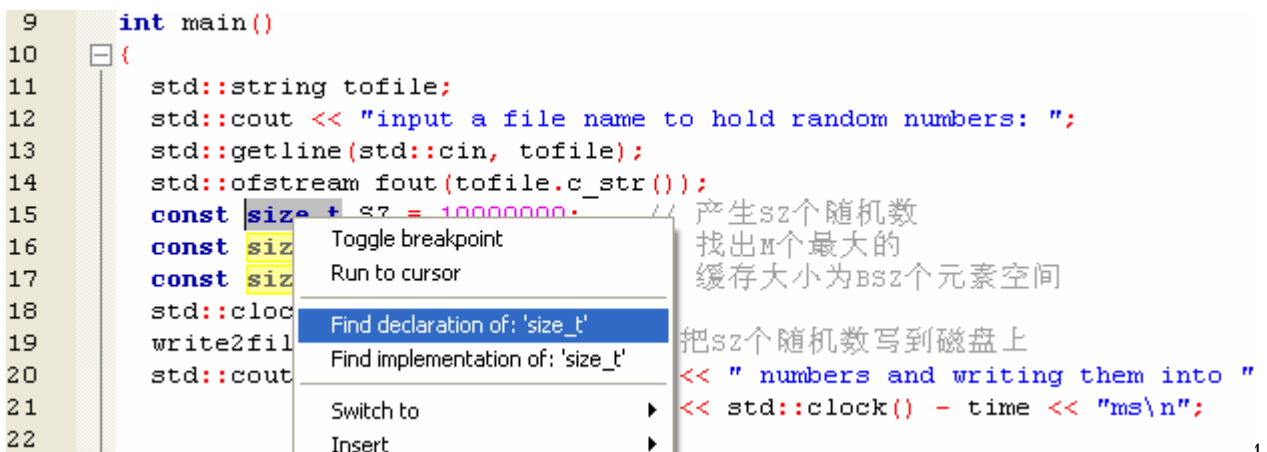 9 int main()
10 {
11 std::string tofile;
12 std::cout << "input a file name to hold random numbers: ";
13 std::getline(std::cin, tofile);
14 std::ofstream fout(tofile.c_str());
15 const size_t SZ = 10000000; // 产生SZ个随机数
16 const siz 找出M个最大的
17 const siz 缓存大小为BSZ个元素空间
18 std::cloc
19 write2fil 把SZ个随机数写到磁盘上
20 std::cout << " numbers and writing them into "
21 << std::clock() - time << "ms\n";
22
Toggle breakpoint
Run to cursor
Find declaration of: 'size_t'
Find implementation of: 'size_t'
Switch to
Insert